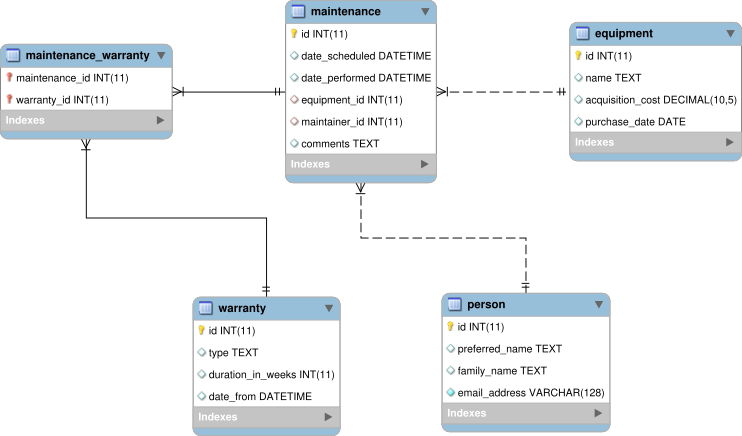 maintenance
id INT(11)
date_scheduled DATETIME
date_performed DATETIME
equipment_id INT(11)
maintainer_id INT(11)
comments TEXT
Indexes
equipment
id INT(11)
name TEXT
acquisition_cost DECIMAL(10,5)
purchase_date DATE
Indexes
maintenance_warranty
maintenance_id INT(11)
warranty_id INT(11)
Indexes
warranty
id INT(11)
type TEXT
duration_in_weeks INT(11)
date_from DATETIME
Indexes
person
id INT(11)
preferred_name TEXT
family_name TEXT
email_address VARCHAR(128)
Indexes